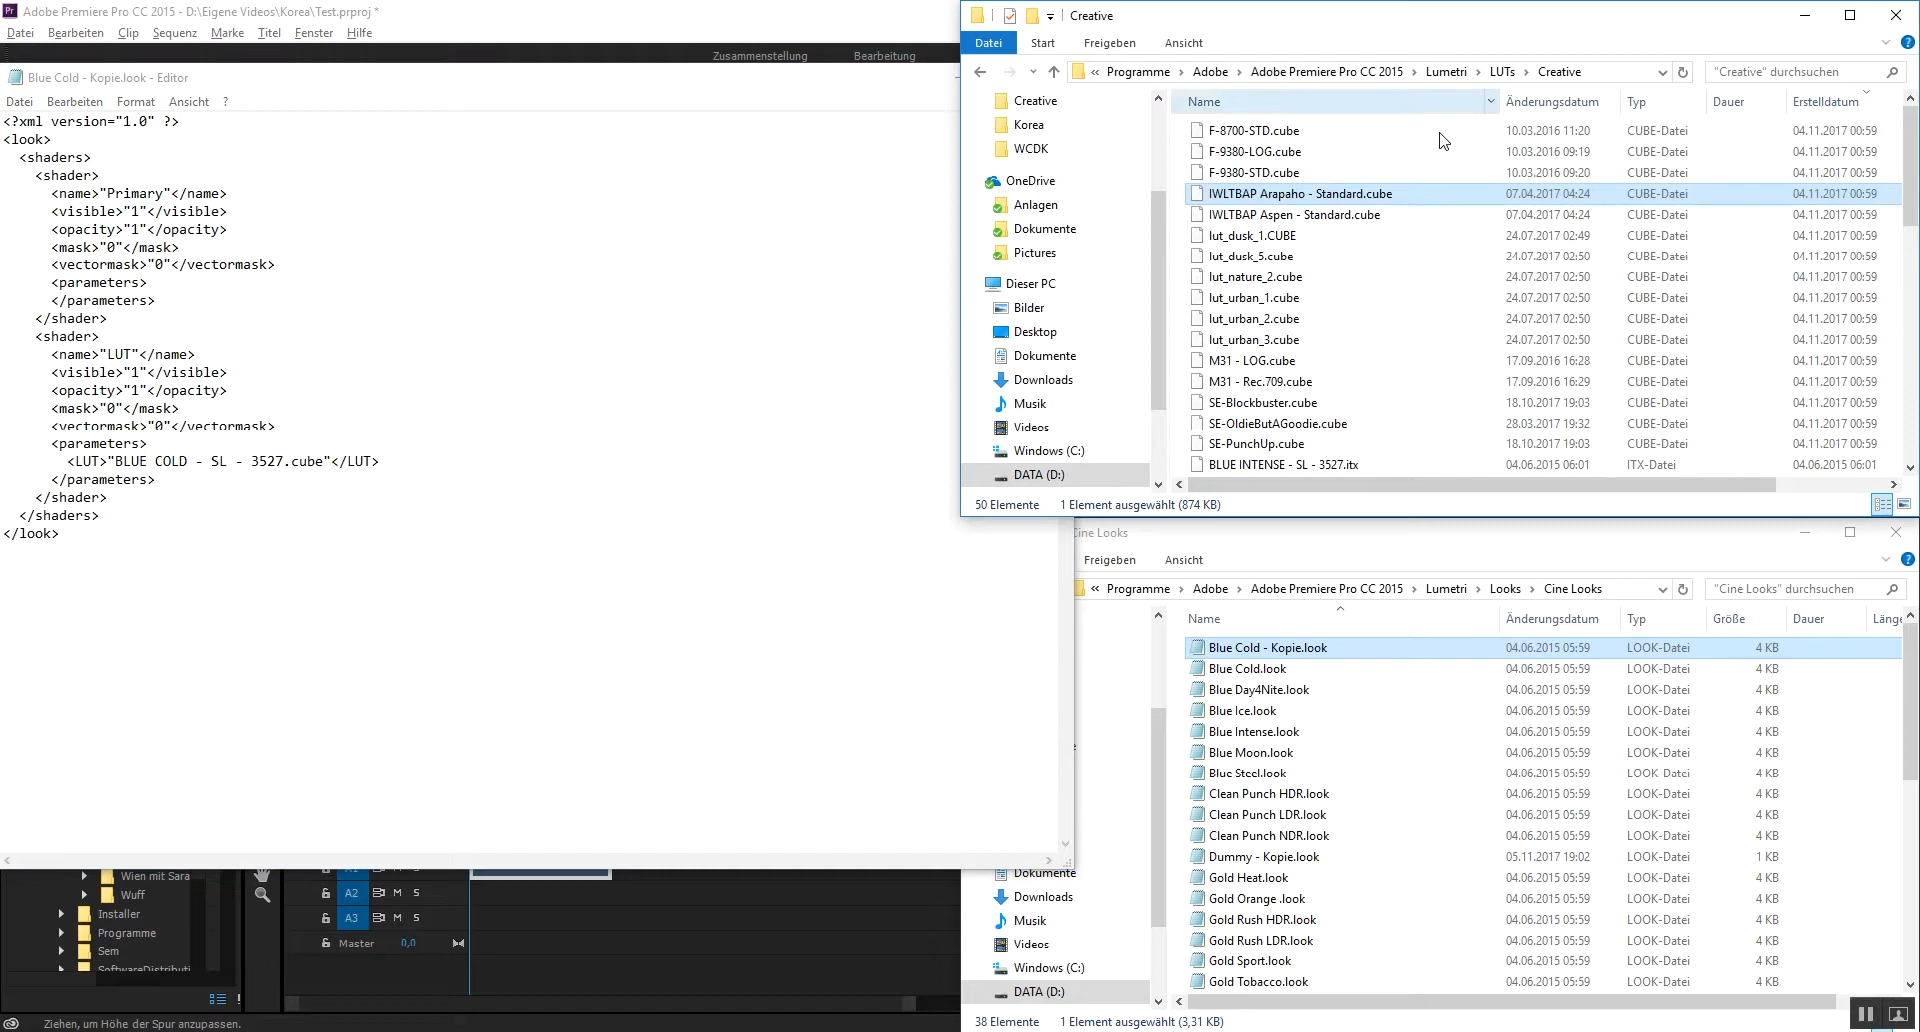 Adobe Premiere Pro CC 2015 - D:\Eigene Videos\Korea\Test.prproj *
Datei Bearbeiten Clip Sequenz Marke Titel Fenster Hilfe
Zusammenstellung Bearbeitung
Blue Cold - Kopie.look - Editor
Datei Bearbeiten Format Ansicht ?
<?xml version="1.0" ?>
<look>
<shaders>
<shader>
<name>"Primary"</name>
<visible>"1"</visible>
<opacity>"1"</opacity>
<mask>"0"</mask>
<vectormask>"0"</vectormask>
<parameters>
</parameters>
</shader>
<shader>
<name>"LUT"</name>
<visible>"1"</visible>
<opacity>"1"</opacity>
<mask>"0"</mask>
<vectormask>"0"</vectormask>
<parameters>
<LUT>"BLUE COLD - SL - 3527.cube"</LUT>
</parameters>
</shader>
</shaders>
</look>
Wien mit Sara
Wuff
Installer
Programme
Sem
SoftwareDistributi
A1 M S
A2 M S
A3 M S
Master 0,0
Ziehen, um Höhe der Spur anzupassen.
Creative
Datei Start Freigeben Ansicht
« Programme > Adobe > Adobe Premiere Pro CC 2015 > Lumetri > LUTs > Creative
"Creative" durchsuchen
Creative
Korea
WCDK
OneDrive
Anlagen
Dokumente
Pictures
Dieser PC
Bilder
Desktop
Dokumente
Downloads
Musik
Videos
Windows (C:)
DATA (D:)
Name Änderungsdatum Typ Dauer Erstelldatum
F-8700-STD.cube 10.03.2016 11:20 CUBE-Datei 04.11.2017 00:59
F-9380-LOG.cube 10.03.2016 09:19 CUBE-Datei 04.11.2017 00:59
F-9380-STD.cube 10.03.2016 09:20 CUBE-Datei 04.11.2017 00:59
IWLTBAP Arapaho - Standard.cube 07.04.2017 04:24 CUBE-Datei 04.11.2017 00:59
IWLTBAP Aspen - Standard.cube 07.04.2017 04:24 CUBE-Datei 04.11.2017 00:59
lut_dusk_1.CUBE 24.07.2017 02:49 CUBE-Datei 04.11.2017 00:59
lut_dusk_5.cube 24.07.2017 02:50 CUBE-Datei 04.11.2017 00:59
lut_nature_2.cube 24.07.2017 02:50 CUBE-Datei 04.11.2017 00:59
lut_urban_1.cube 24.07.2017 02:50 CUBE-Datei 04.11.2017 00:59
lut_urban_2.cube 24.07.2017 02:50 CUBE-Datei 04.11.2017 00:59
lut_urban_3.cube 24.07.2017 02:50 CUBE-Datei 04.11.2017 00:59
M31 - LOG.cube 17.09.2016 16:28 CUBE-Datei 04.11.2017 00:59
M31 - Rec.709.cube 17.09.2016 16:29 CUBE-Datei 04.11.2017 00:59
SE-Blockbuster.cube 18.10.2017 19:03 CUBE-Datei 04.11.2017 00:59
SE-OldieButAGoodie.cube 28.03.2017 19:32 CUBE-Datei 04.11.2017 00:59
SE-PunchUp.cube 18.10.2017 19:03 CUBE-Datei 04.11.2017 00:59
BLUE INTENSE - SL - 3527.itx 04.06.2015 06:01 ITX-Datei 04.06.2015 06:01
50 Elemente 1 Element ausgewählt (874 KB)
Cine Looks
Freigeben Ansicht
« Programme > Adobe > Adobe Premiere Pro CC 2015 > Lumetri > Looks > Cine Looks
"Cine Looks" durchsuchen
Name Änderungsdatum Typ Größe Dauer Länge
Blue Cold - Kopie.look 04.06.2015 05:59 LOOK-Datei 4 KB
Blue Cold.look 04.06.2015 05:59 LOOK-Datei 4 KB
Blue Day4Nite.look 04.06.2015 05:59 LOOK-Datei 4 KB
Blue Ice.look 04.06.2015 05:59 LOOK-Datei 4 KB
Blue Intense.look 04.06.2015 05:59 LOOK-Datei 4 KB
Blue Moon.look 04.06.2015 05:59 LOOK-Datei 4 KB
Blue Steel.look 04.06.2015 05:59 LOOK-Datei 4 KB
Clean Punch HDR.look 04.06.2015 05:59 LOOK-Datei 4 KB
Clean Punch LDR.look 04.06.2015 05:59 LOOK-Datei 4 KB
Clean Punch NDR.look 04.06.2015 05:59 LOOK-Datei 4 KB
Dummy - Kopie.look 05.11.2017 19:02 LOOK-Datei 1 KB
Gold Heat.look 04.06.2015 05:59 LOOK-Datei 4 KB
Gold Orange .look 04.06.2015 05:59 LOOK-Datei 4 KB
Gold Rush HDR.look 04.06.2015 05:59 LOOK-Datei 4 KB
Gold Rush LDR.look 04.06.2015 05:59 LOOK-Datei 4 KB
Gold Sport.look 04.06.2015 05:59 LOOK-Datei 4 KB
Gold Tobacco.look 04.06.2015 05:59 LOOK-Datei 4 KB
Dokumente
Downloads
Musik
Videos
Windows (C:)
DATA (D:)
38 Elemente 1 Element ausgewählt (3,31 KB)